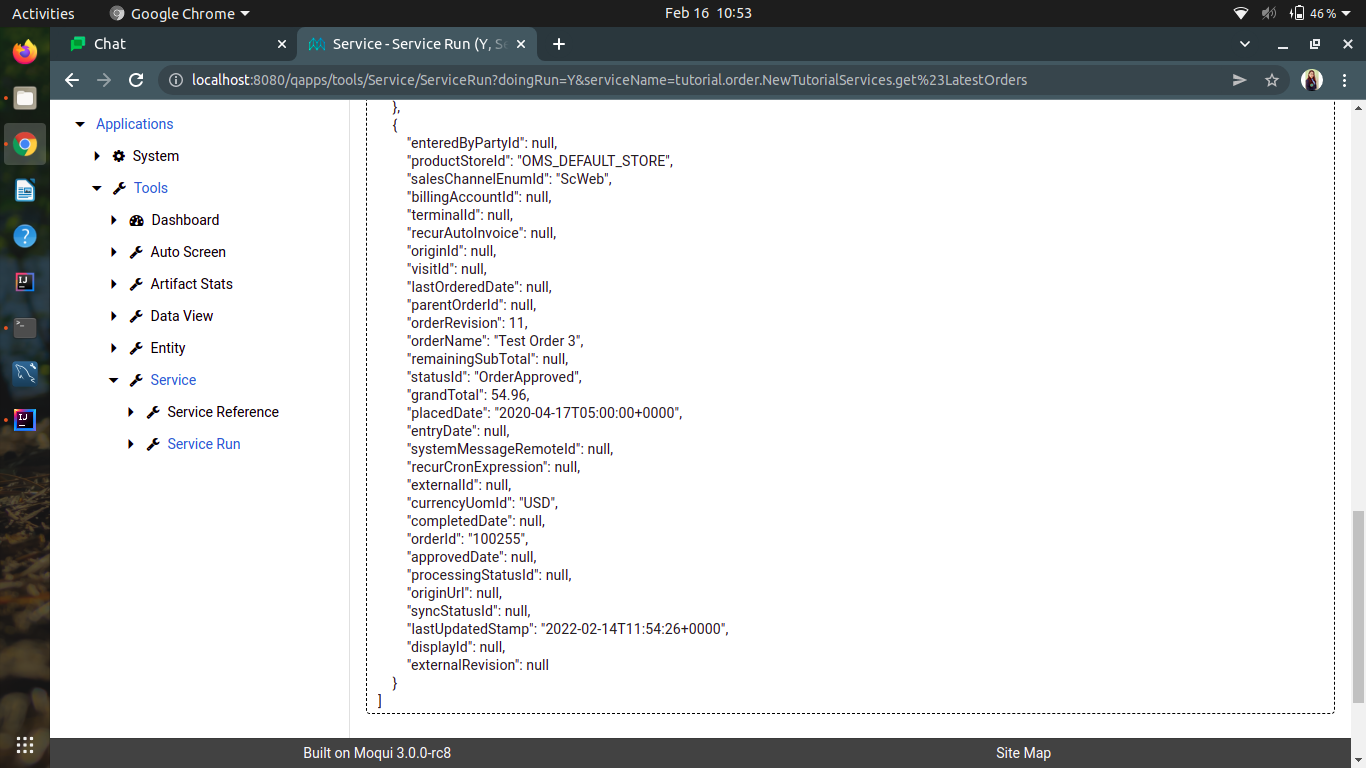 Activities
Google Chrome
Feb 16 10:53
46 %
Chat
Service - Service Run (Y, Se
localhost:8080/qapps/tools/Service/ServiceRun?doingRun=Y&serviceName=tutorial.order.NewTutorialServices.get%23LatestOrders
Applications
System
Tools
Dashboard
Auto Screen
Artifact Stats
Data View
Entity
Service
Service Reference
Service Run
},
{
"enteredByPartyId": null,
"productStoreId": "OMS_DEFAULT_STORE",
"salesChannelEnumId": "ScWeb",
"billingAccountId": null,
"terminalId": null,
"recurAutoInvoice": null,
"originId": null,
"visitId": null,
"lastOrderedDate": null,
"parentOrderId": null,
"orderRevision": 11,
"orderName": "Test Order 3",
"remainingSubTotal": null,
"statusId": "OrderApproved",
"grandTotal": 54.96,
"placedDate": "2020-04-17T05:00:00+0000",
"entryDate": null,
"systemMessageRemoteId": null,
"recurCronExpression": null,
"externalId": null,
"currencyUomId": "USD",
"completedDate": null,
"orderId": "100255",
"approvedDate": null,
"processingStatusId": null,
"originUrl": null,
"syncStatusId": null,
"lastUpdatedStamp": "2022-02-14T11:54:26+0000",
"displayId": null,
"externalRevision": null
}
]
Built on Moqui 3.0.0-rc8
Site Map